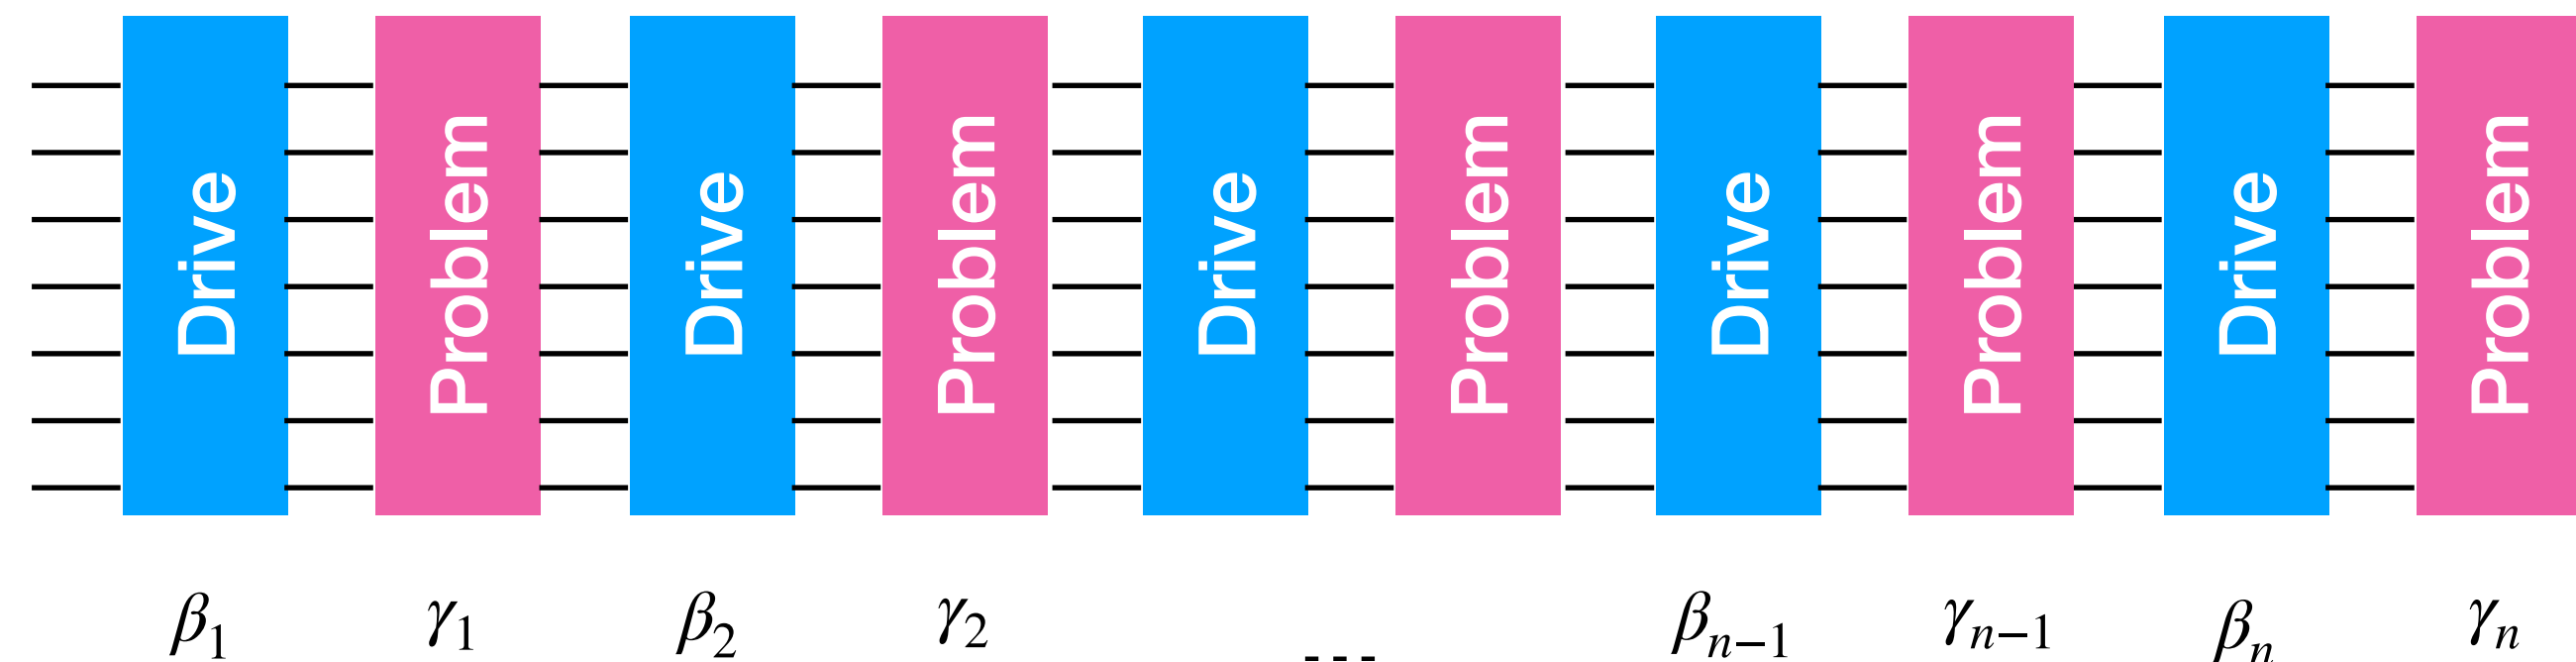 Drive Problem Drive Problem Drive Problem Drive Problem Drive Problem
β₁ γ₁ β₂ γ₂ ... βₙ₋₁ γₙ₋₁ βₙ γₙ